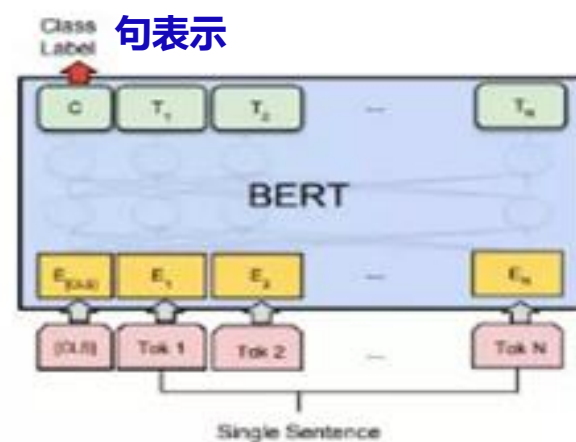 Class
Label
句表示
C T₁ T₂ ... Tₙ
BERT
E[CLS] E₁ E₂ ... Eₙ
[CLS] Tok 1 Tok 2 ... Tok N
Single Sentence